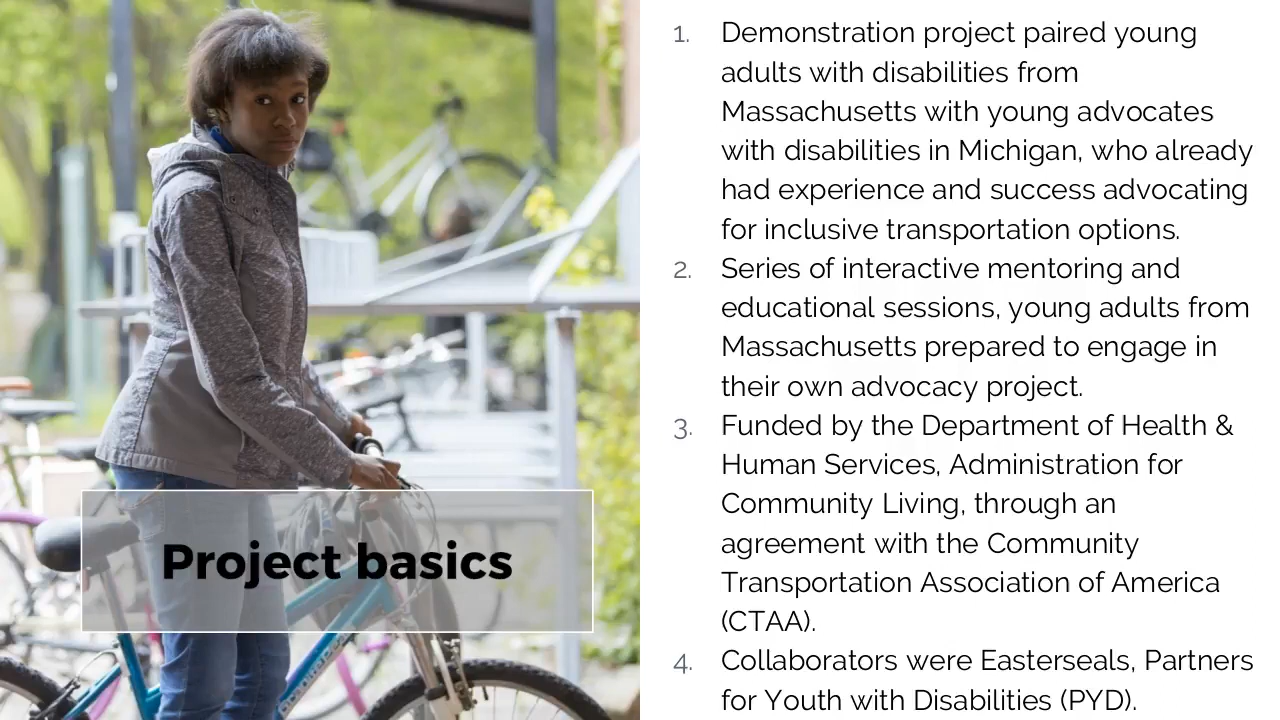 Project basics
1. Demonstration project paired young
adults with disabilities from
Massachusetts with young advocates
with disabilities in Michigan, who already
had experience and success advocating
for inclusive transportation options.
2. Series of interactive mentoring and
educational sessions, young adults from
Massachusetts prepared to engage in
their own advocacy project.
3. Funded by the Department of Health &
Human Services, Administration for
Community Living, through an
agreement with the Community
Transportation Association of America
(CTAA).
4. Collaborators were Easterseals, Partners
for Youth with Disabilities (PYD).